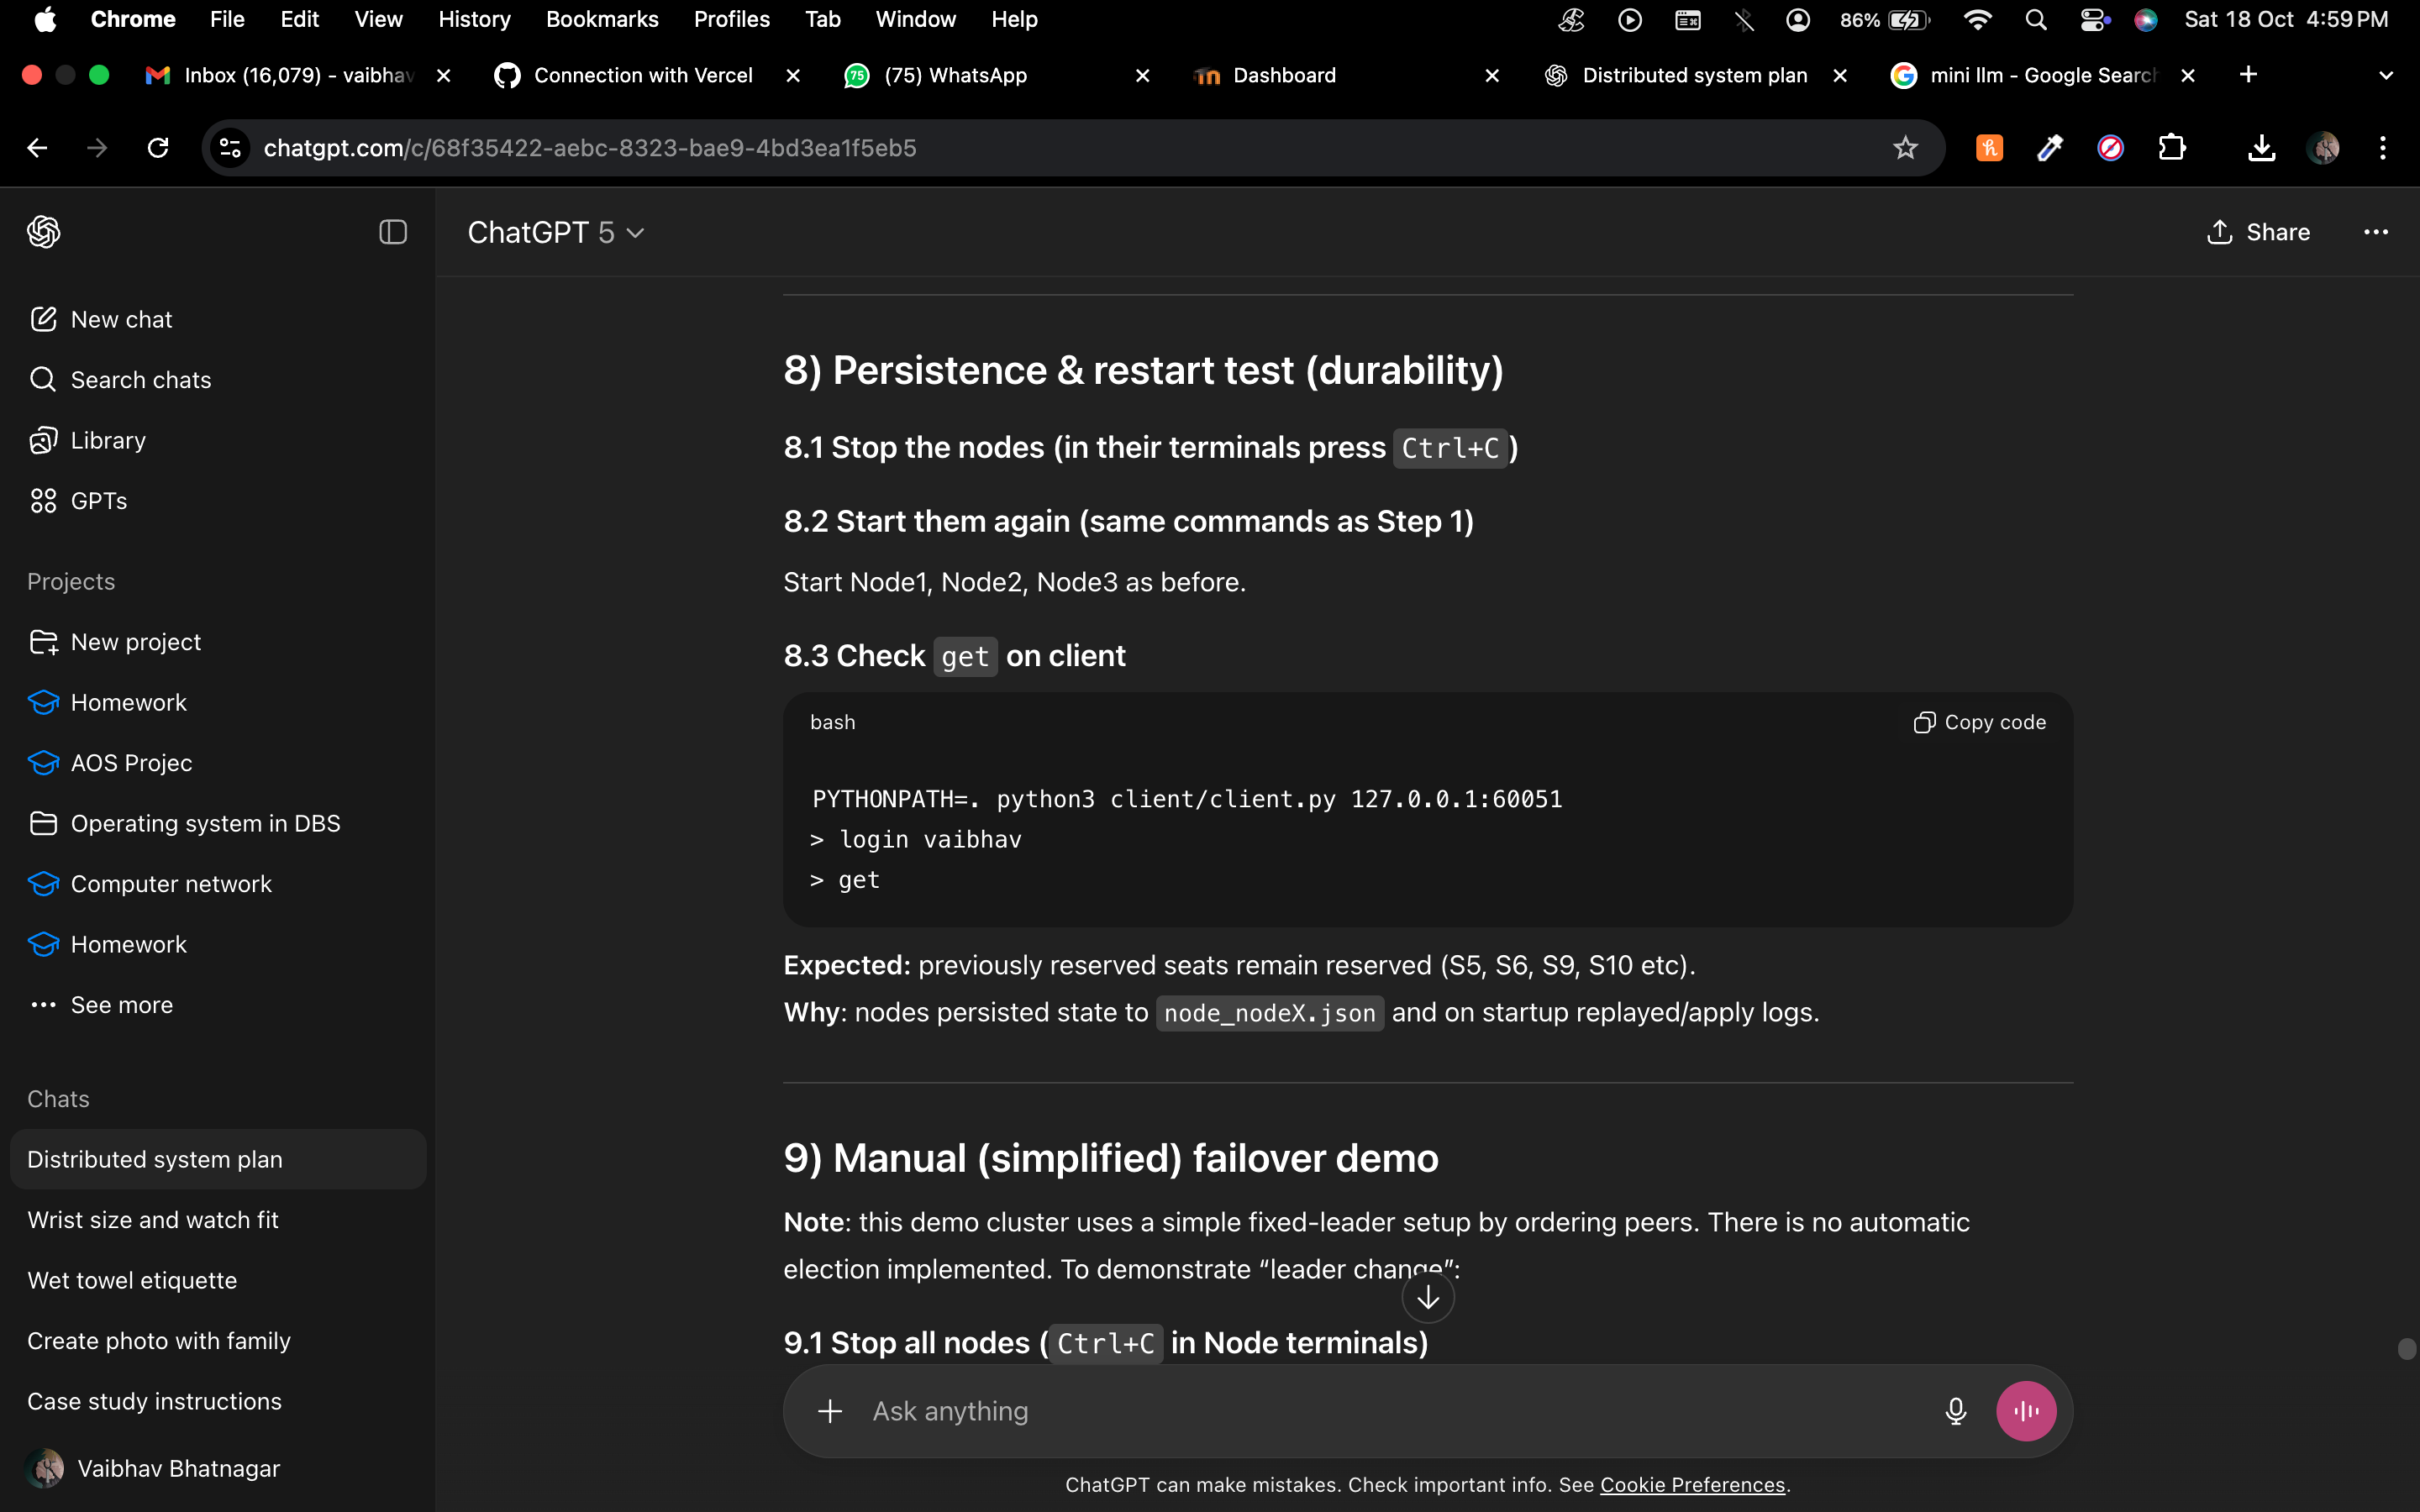 Chrome File Edit View History Bookmarks Profiles Tab Window Help 86% Sat 18 Oct 4:59 PM
Inbox (16,079) - vaibhav Connection with Vercel 75 (75) WhatsApp Dashboard Distributed system plan mini llm - Google Search
chatgpt.com/c/68f35422-aebc-8323-bae9-4bd3ea1f5eb5
ChatGPT 5 Share
New chat
Search chats
Library
GPTs
Projects
New project
Homework
AOS Projec
Operating system in DBS
Computer network
Homework
See more
Chats
Distributed system plan
Wrist size and watch fit
Wet towel etiquette
Create photo with family
Case study instructions
Vaibhav Bhatnagar
8) Persistence & restart test (durability)
8.1 Stop the nodes (in their terminals press Ctrl+C)
8.2 Start them again (same commands as Step 1)
Start Node1, Node2, Node3 as before.
8.3 Check get on client
bash Copy code
PYTHONPATH=. python3 client/client.py 127.0.0.1:60051
> login vaibhav
> get
Expected: previously reserved seats remain reserved (S5, S6, S9, S10 etc).
Why: nodes persisted state to node_nodeX.json and on startup replayed/apply logs.
9) Manual (simplified) failover demo
Note: this demo cluster uses a simple fixed-leader setup by ordering peers. There is no automatic
election implemented. To demonstrate “leader change”:
9.1 Stop all nodes (Ctrl+C in Node terminals)
Ask anything
ChatGPT can make mistakes. Check important info. See Cookie Preferences.